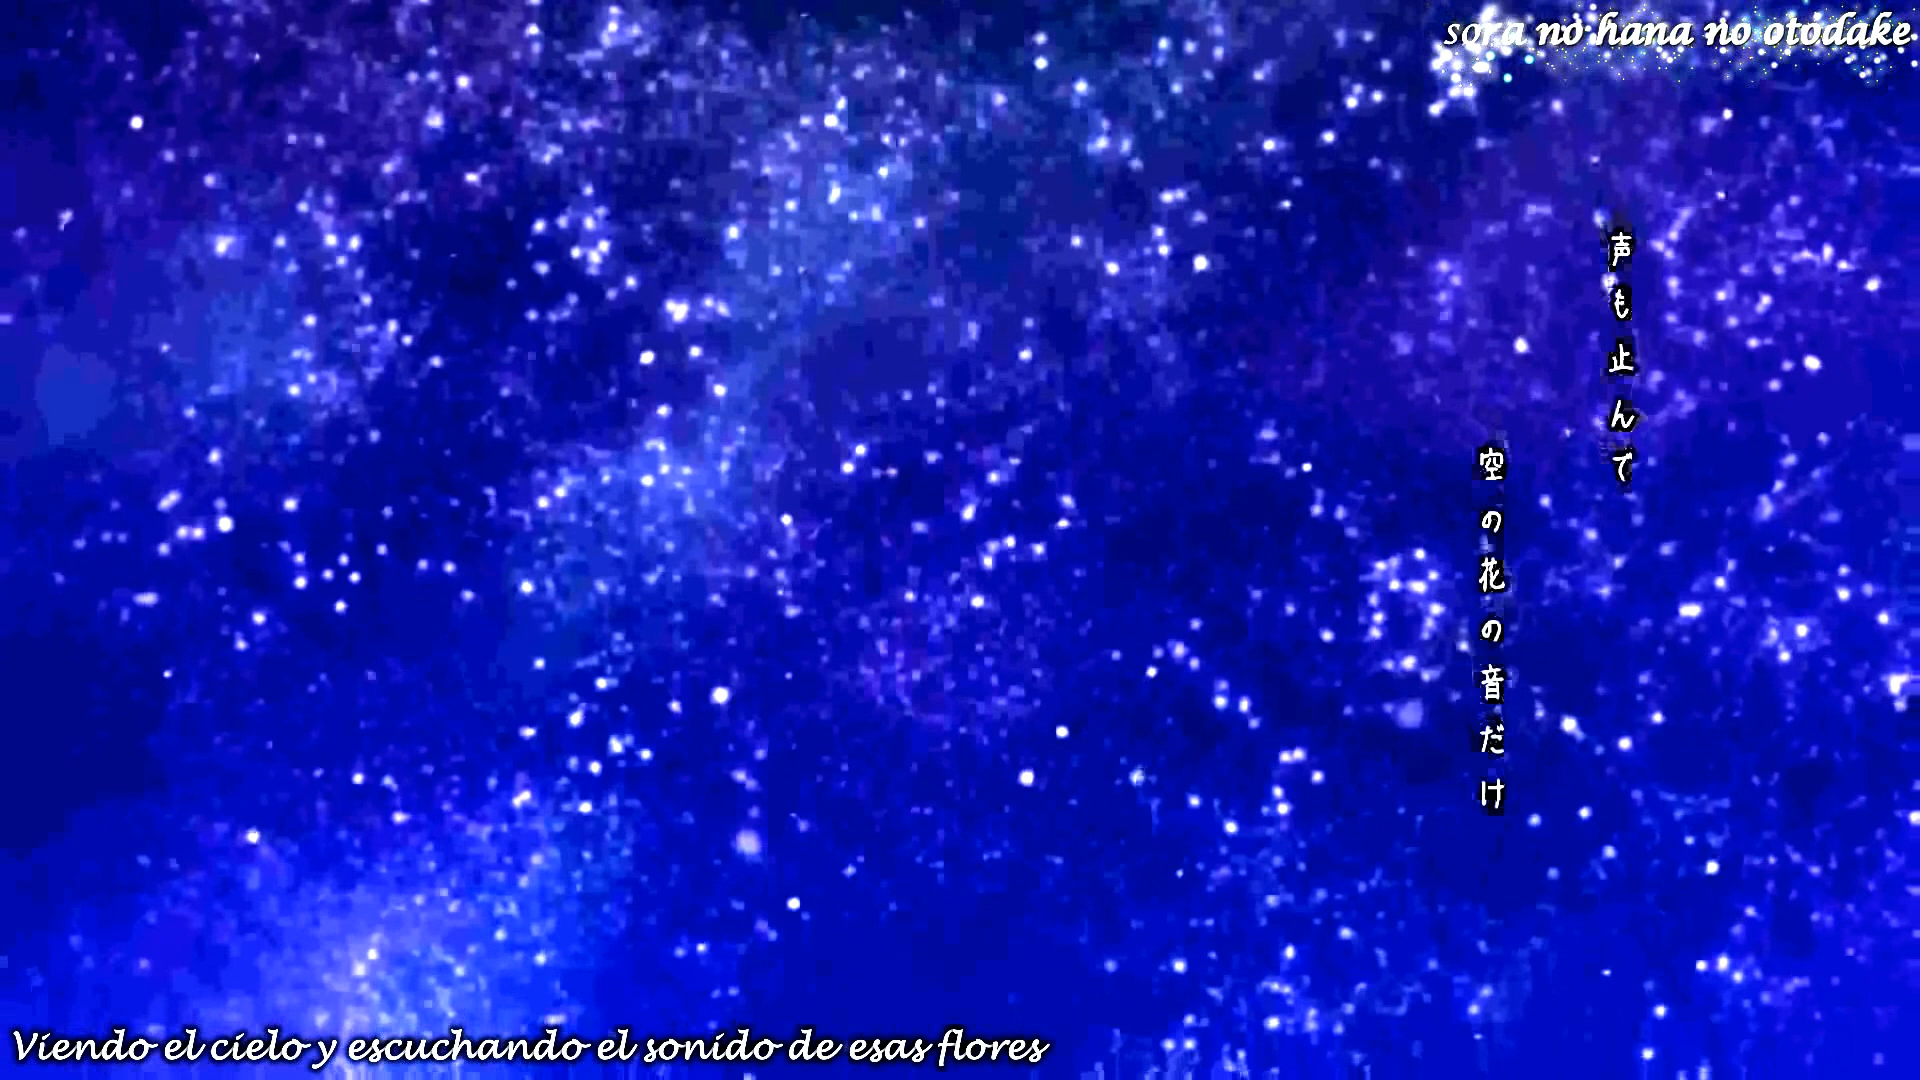 sora no hana no otodake
声も止んで
空の花の音だけ
Viendo el cielo y escuchando el sonido de esas flores